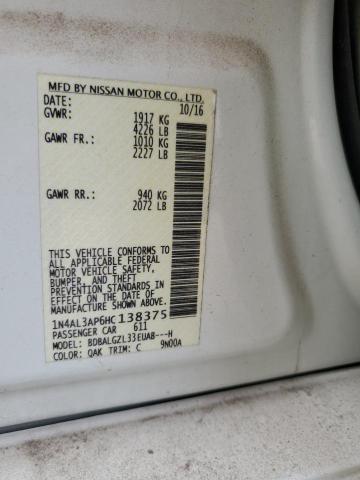 MFD BY NISSAN MOTOR CO., LTD.
DATE: 10/16
GVWR: 1917 KG
4226 LB
GAWR FR.: 1010 KG
2227 LB
GAWR RR.: 940 KG
2072 LB
THIS VEHICLE CONFORMS TO
ALL APPLICABLE FEDERAL
MOTOR VEHICLE SAFETY,
BUMPER, AND THEFT
PREVENTION STANDARDS IN
EFFECT ON THE DATE OF
MANUFACTURE SHOWN ABOVE.
1N4AL3AP6HC138375
PASSENGER CAR 611
MODEL: BDBALGZL33EUAB---H
COLOR: QAK TRIM: C 9N00A